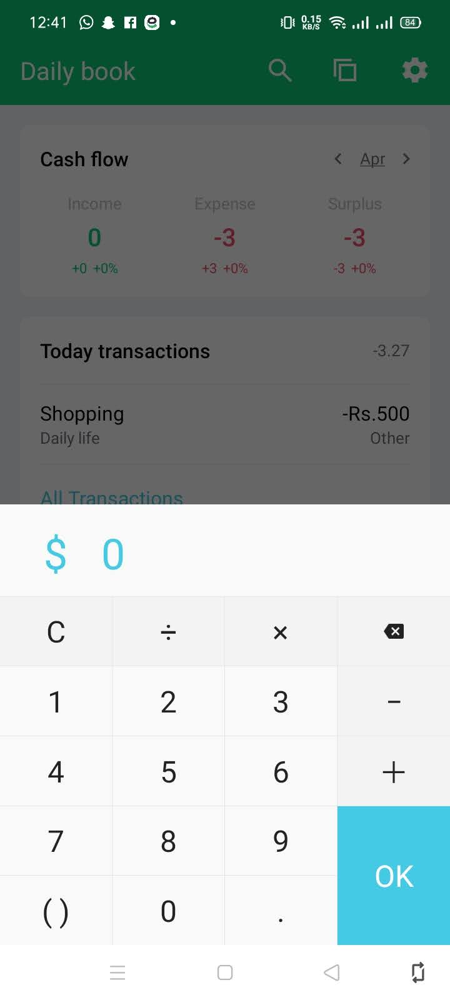 12:41 0.15 KB/S 84
Daily book
Cash flow < Apr >
Income Expense Surplus
0 -3 -3
+0 +0% +3 +0% -3 +0%
Today transactions -3.27
Shopping -Rs.500
Daily life Other
All Transactions
$ 0
C ÷ ×
1 2 3 −
4 5 6 +
7 8 9
OK
( ) 0 .